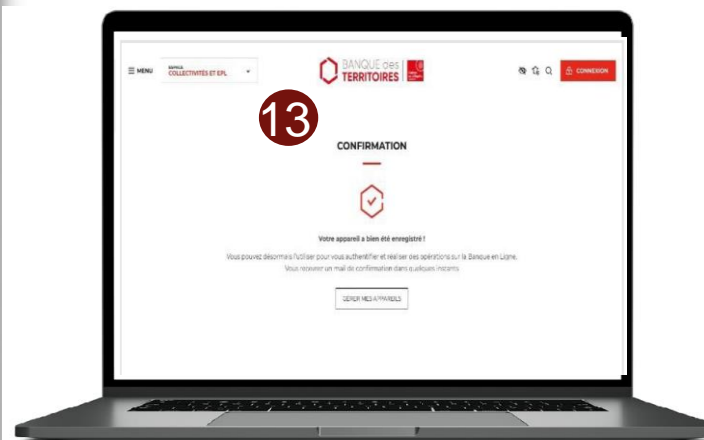 MENU
ESPACE
COLLECTIVITÉS ET EPL
BANQUE des
TERRITOIRES
CONNEXION
13
CONFIRMATION
Votre appareil a bien été enregistré !
Vous pouvez désormais l'utiliser pour vous authentifier et réaliser des opérations sur la Banque en Ligne.
Vous recevrez un mail de confirmation dans quelques instants
GÉRER MES APPAREILS